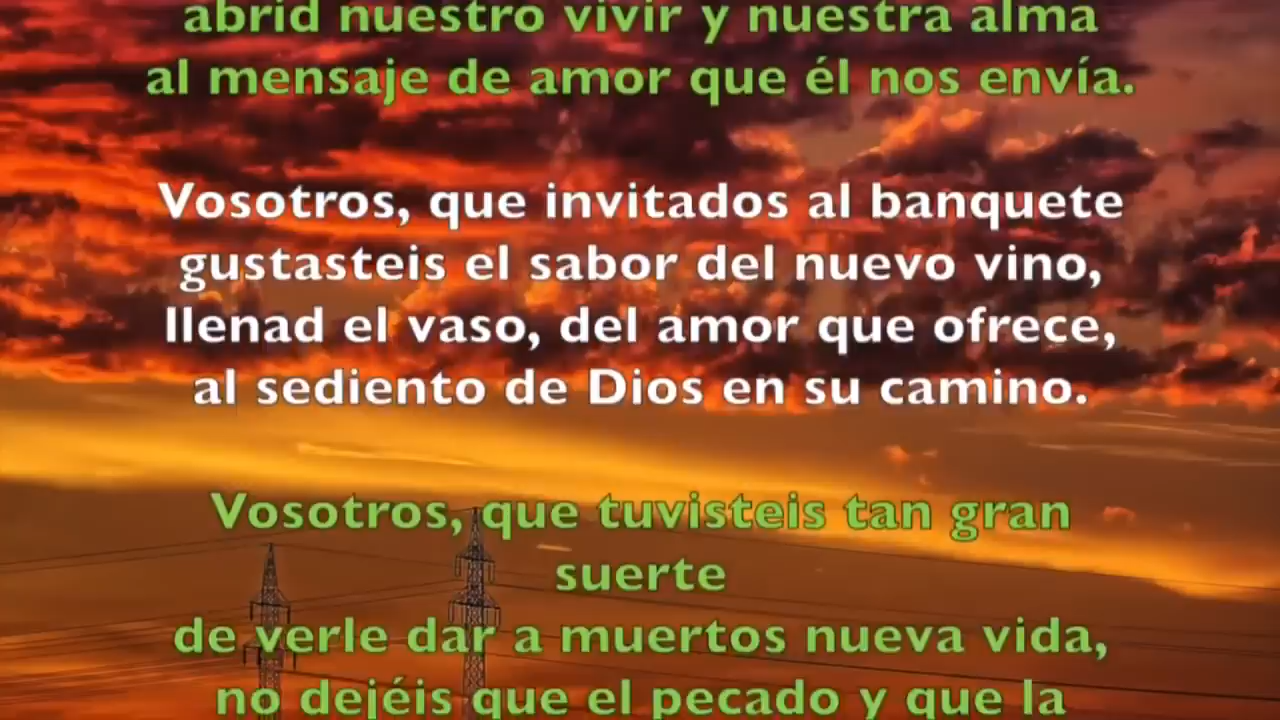 abrid nuestro vivir y nuestra alma
al mensaje de amor que él nos envía.
Vosotros, que invitados al banquete
gustasteis el sabor del nuevo vino,
llenad el vaso, del amor que ofrece,
al sediento de Dios en su camino.
Vosotros, que tuvisteis tan gran
suerte
de verle dar a muertos nueva vida,
no dejéis que el pecado y que la